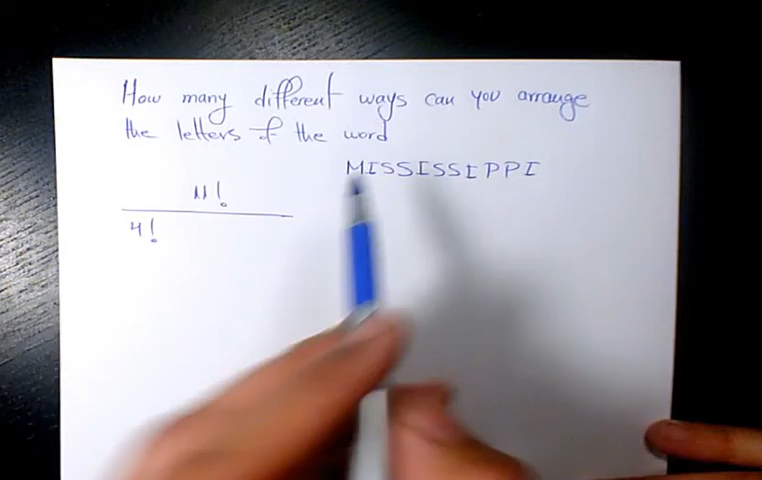 How many different ways can you arrange
the letters of the word
MISSISSIPPI
11!
4!